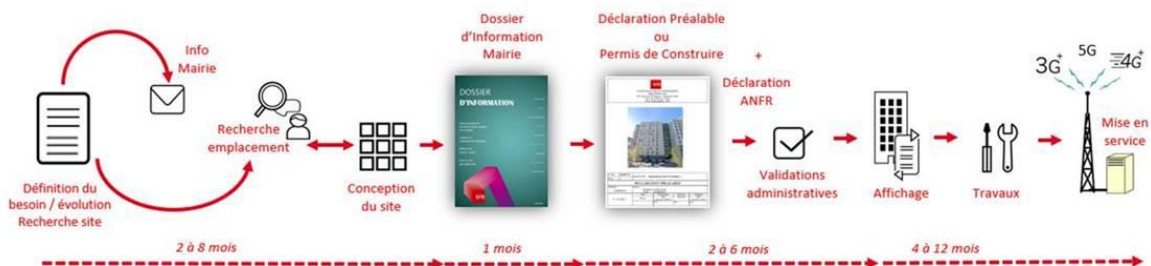 Info
Mairie
Définition du
besoin / évolution
Recherche site
Recherche
emplacement
Conception
du site
Dossier
d'Information
Mairie
DOSSIER
D'INFORMATION
SFR
Déclaration Préalable
ou
Permis de Construire
+
Déclaration
ANFR
Validations
administratives
Affichage
Travaux
3G+
5G
4G+
Mise en
service
2 à 8 mois
1 mois
2 à 6 mois
4 à 12 mois